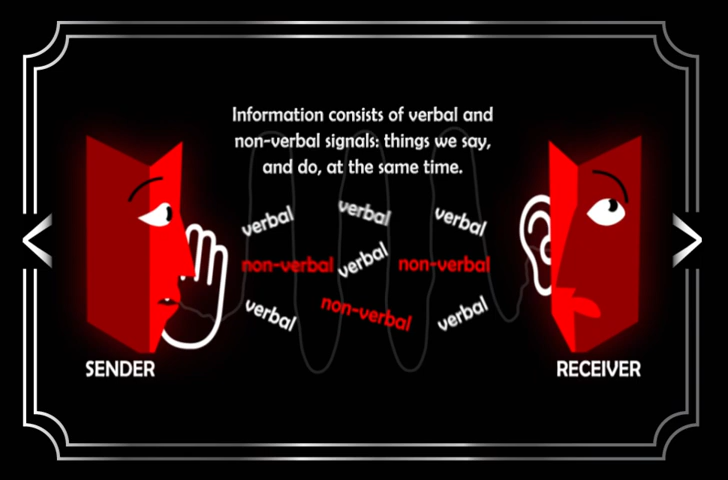 Information consists of verbal and
non-verbal signals: things we say,
and do, at the same time.
verbal verbal verbal
non-verbal verbal non-verbal
verbal non-verbal verbal
SENDER
RECEIVER